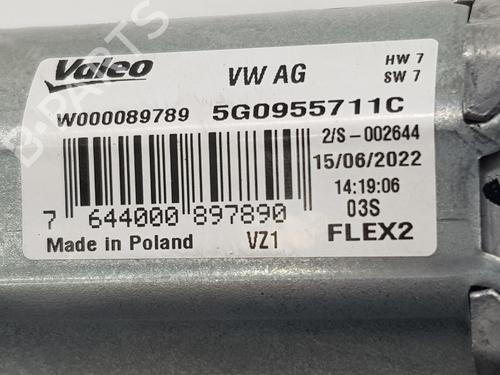 Valeo VW AG HW 7
SW 7
W000089789 5G0955711C
2/S-002644
15/06/2022
14:19:06
7 644000 897890 03S
Made in Poland VZ1 FLEX2
B-PARTS